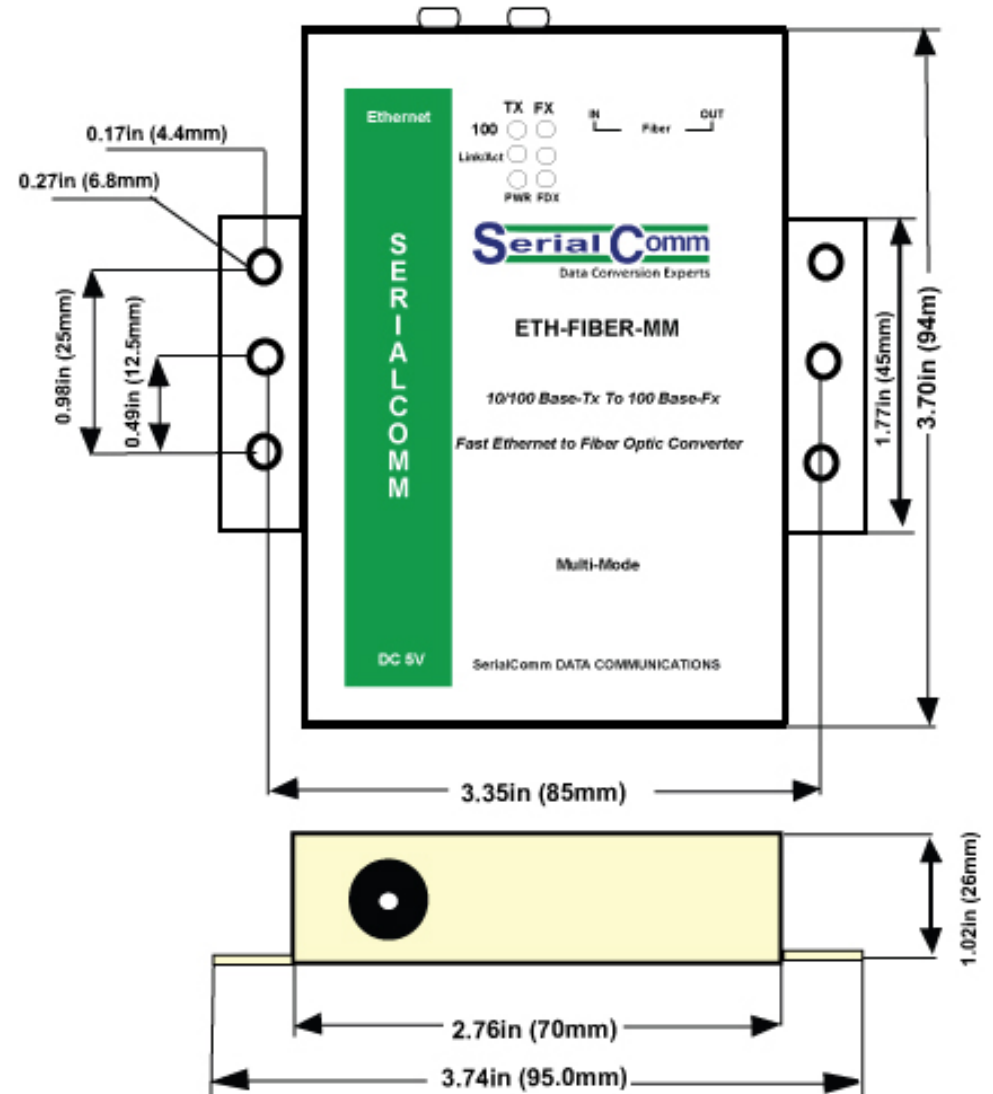 TX FX
Ethernet
IN OUT
100
Fiber
Link/Act
PWR FDX
0.17in (4.4mm)
0.27in (6.8mm)
SERIALCOMM
SerialComm
Data Conversion Experts
ETH-FIBER-MM
0.98in (25mm)
0.49in (12.5mm)
1.77in (45mm)
3.70in (94m)
10/100 Base-Tx To 100 Base-Fx
Fast Ethernet to Fiber Optic Converter
Multi-Mode
DC 5V
SerialComm DATA COMMUNICATIONS
3.35in (85mm)
1.02in (26mm)
2.76in (70mm)
3.74in (95.0mm)